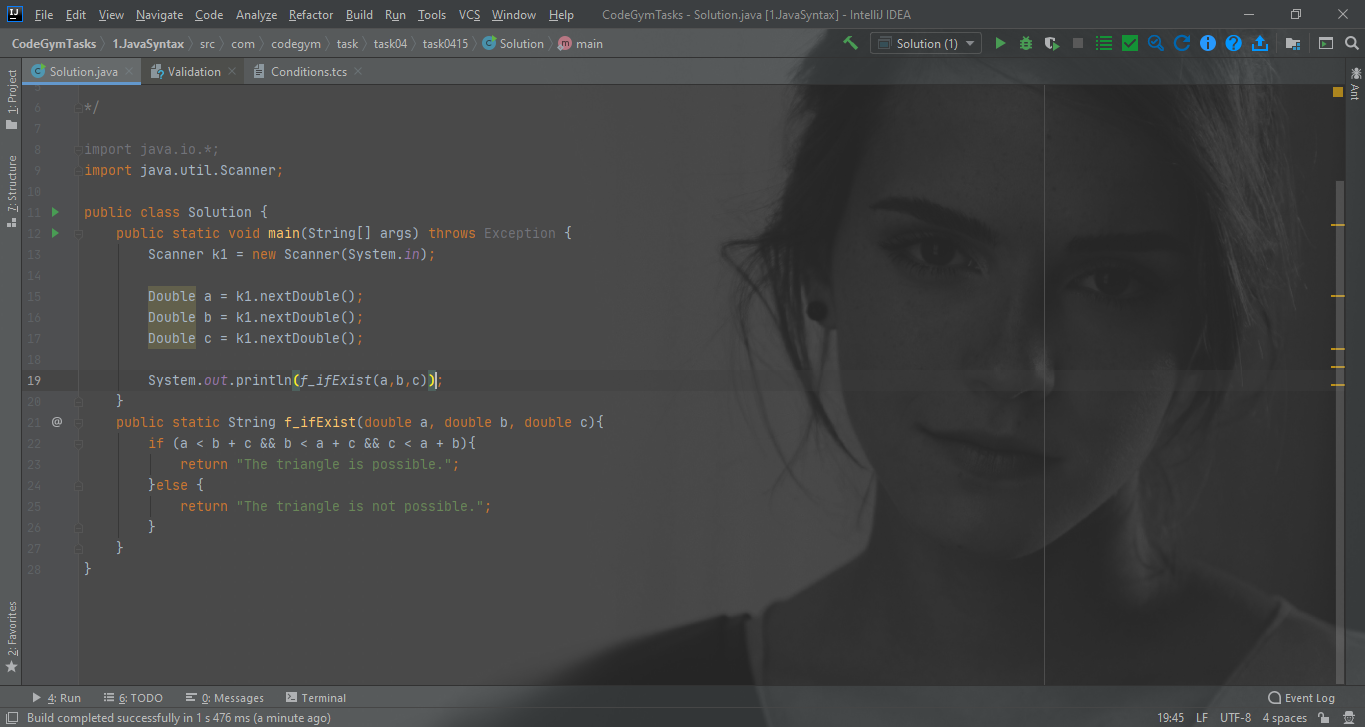 File Edit View Navigate Code Analyze Refactor Build Run Tools VCS Window Help CodeGymTasks - Solution.java [1.JavaSyntax] - IntelliJ IDEA
CodeGymTasks 1.JavaSyntax src com codegym task task04 task0415 Solution main Solution (1)
Solution.java Validation Conditions.tcs
1: Project
7: Structure
2: Favorites
Ant
5
6 */
7
8 import java.io.*;
9 import java.util.Scanner;
10
11 public class Solution {
12 public static void main(String[] args) throws Exception {
13 Scanner k1 = new Scanner(System.in);
14
15 Double a = k1.nextDouble();
16 Double b = k1.nextDouble();
17 Double c = k1.nextDouble();
18
19 System.out.println(f_ifExist(a,b,c));
20 }
21 @ public static String f_ifExist(double a, double b, double c){
22 if (a < b + c && b < a + c && c < a + b){
23 return "The triangle is possible.";
24 }else {
25 return "The triangle is not possible.";
26 }
27 }
28 }
4: Run 6: TODO 0: Messages Terminal Event Log
Build completed successfully in 1 s 476 ms (a minute ago) 19:45 LF UTF-8 4 spaces